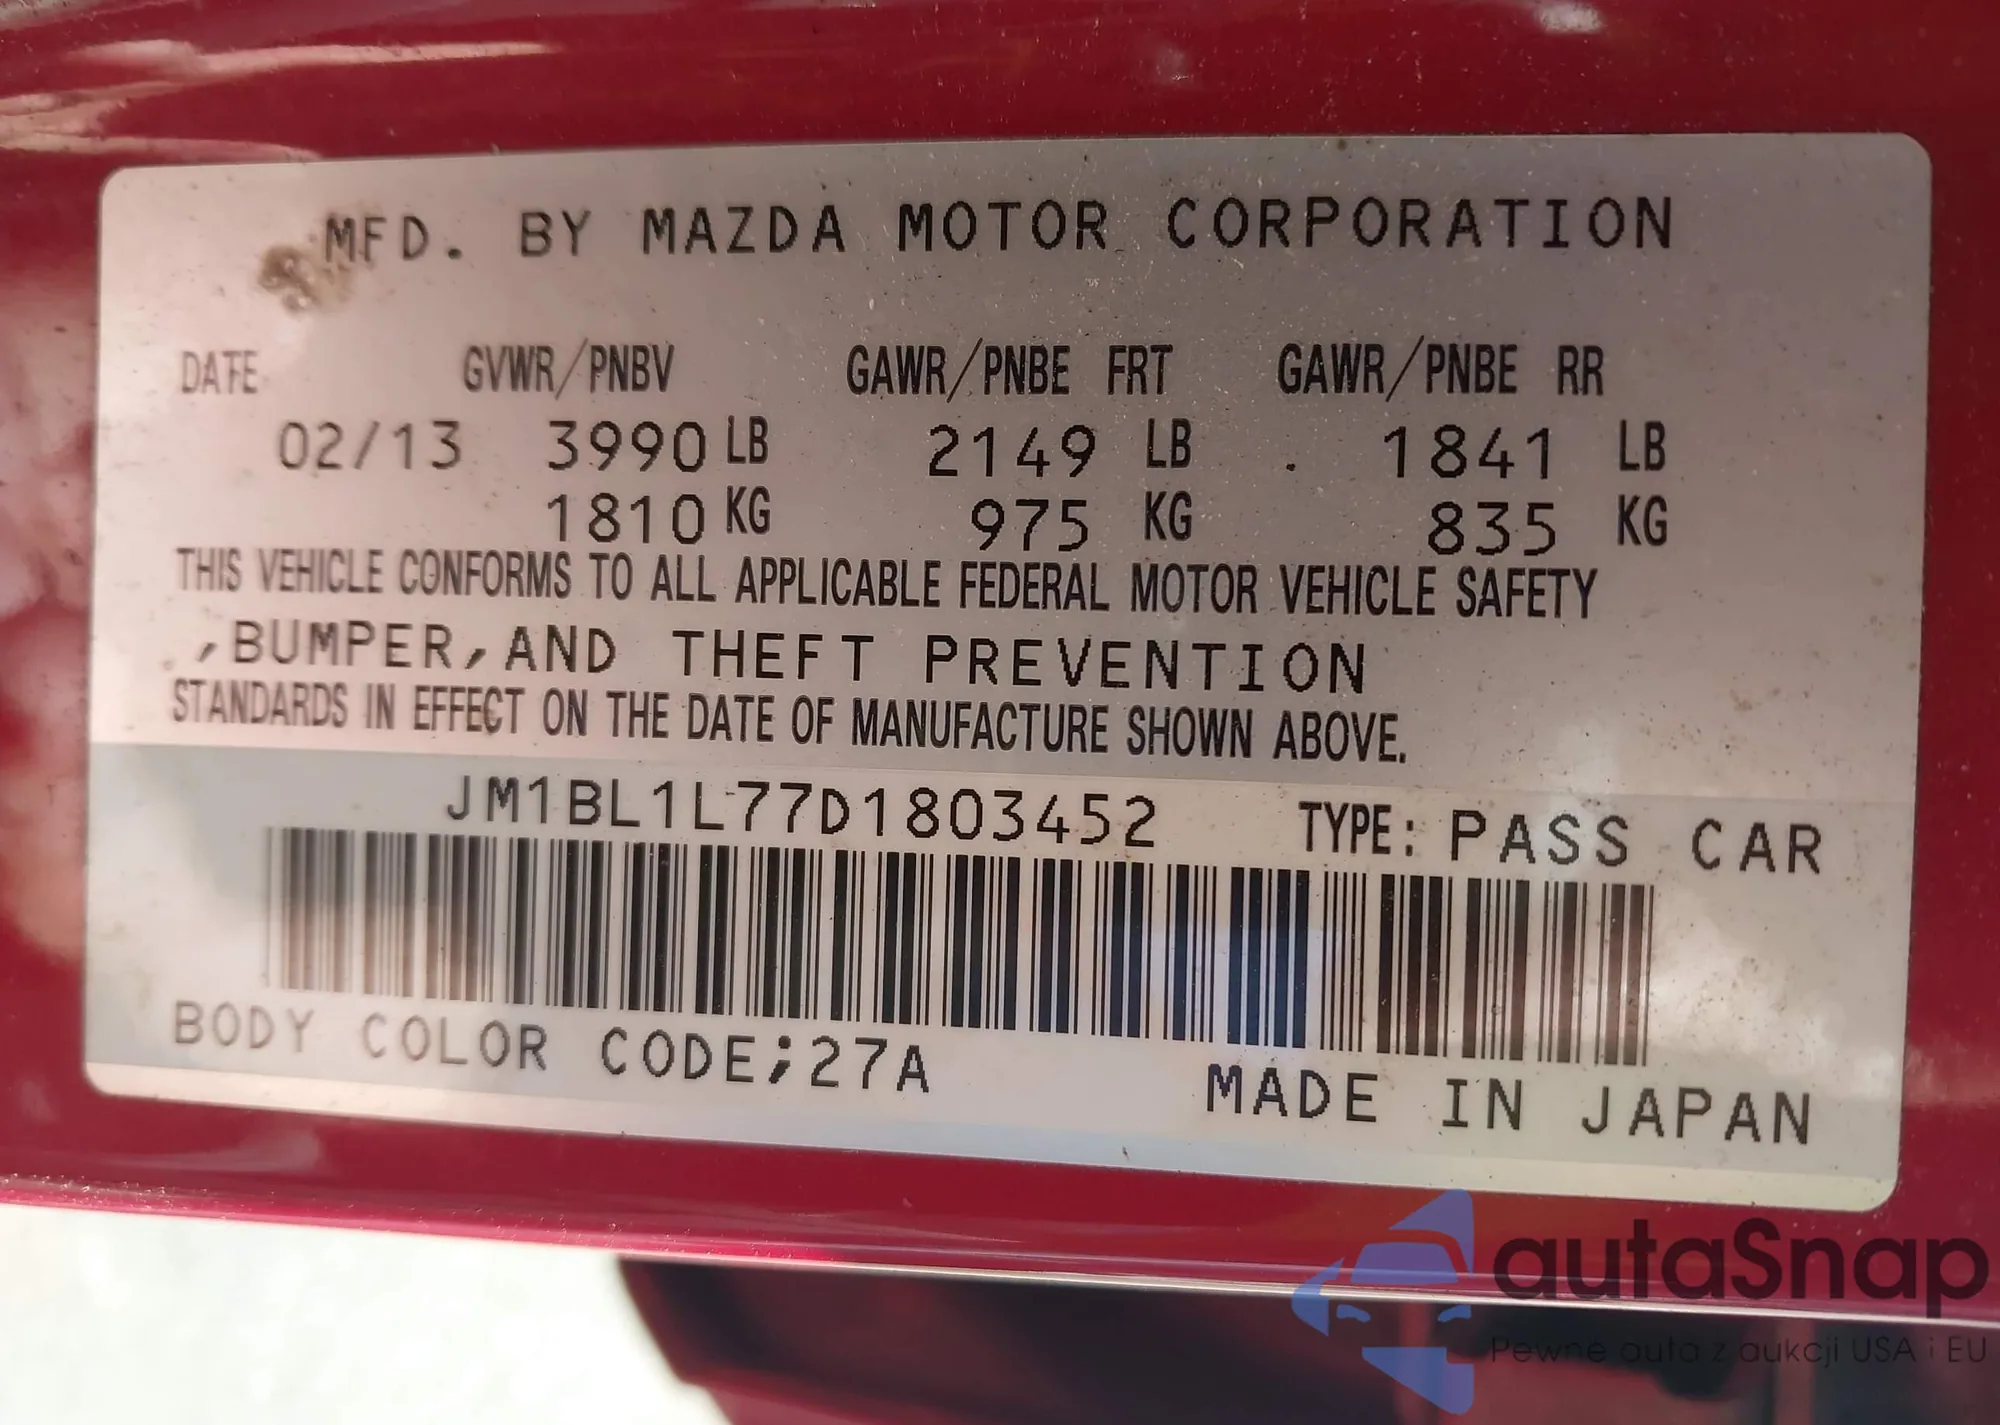 MFD. BY MAZDA MOTOR CORPORATION
DATE GVWR/PNBV GAWR/PNBE FRT GAWR/PNBE RR
02/13 3990 LB 2149 LB 1841 LB
1810 KG 975 KG 835 KG
THIS VEHICLE CONFORMS TO ALL APPLICABLE FEDERAL MOTOR VEHICLE SAFETY
,BUMPER,AND THEFT PREVENTION
STANDARDS IN EFFECT ON THE DATE OF MANUFACTURE SHOWN ABOVE.
JM1BL1L77D1803452 TYPE: PASS CAR
BODY COLOR CODE;27A
MADE IN JAPAN
autaSnap
Pewne auta z aukcji USA i EU